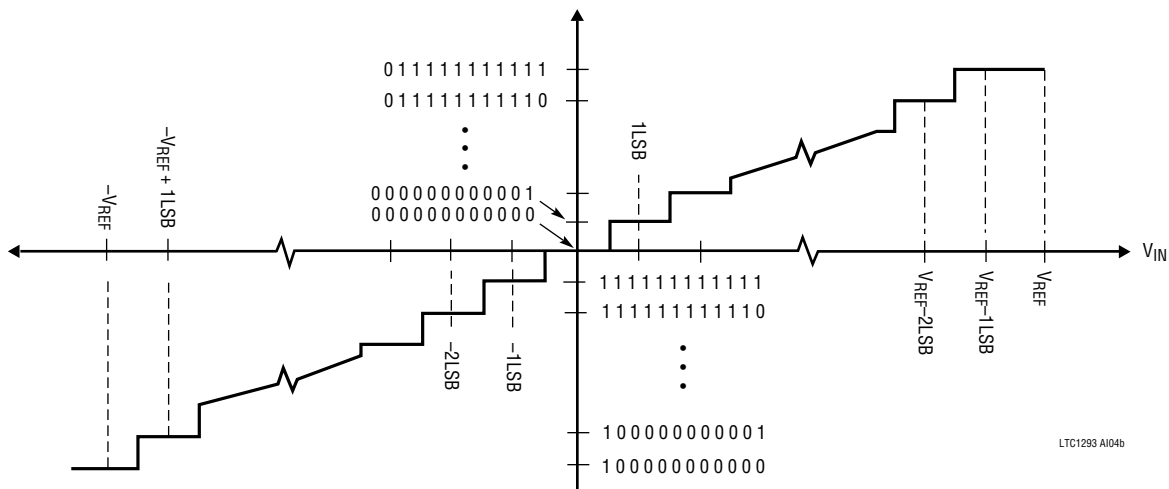 011111111111
011111111110
000000000001
000000000000
–VREF
–VREF + 1LSB
1LSB
VIN
–2LSB
–1LSB
VREF–2LSB
VREF–1LSB
VREF
111111111111
111111111110
100000000001
100000000000
LTC1293 AI04b